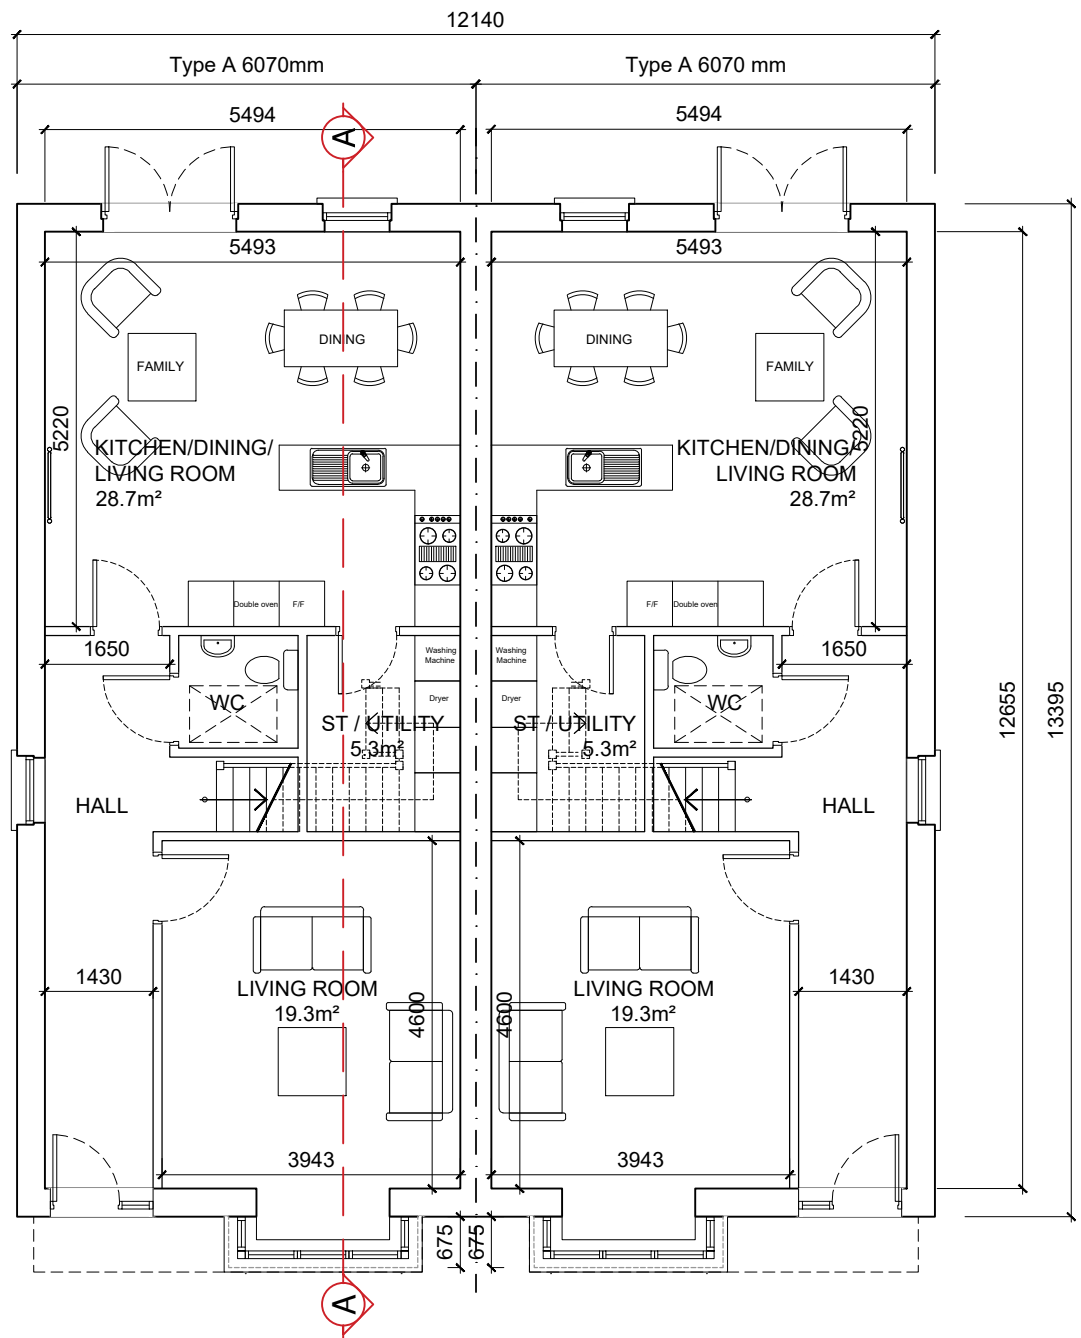 12140
Type A 6070mm
Type A 6070 mm
5494
5494
A
5493
5493
DINING
DINING
FAMILY
FAMILY
5220
5220
KITCHEN/DINING/
LIVING ROOM
28.7m²
KITCHEN/DINING/
LIVING ROOM
28.7m²
Double oven
F/F
F/F
Double oven
1650
Washing
Machine
Washing
Machine
1650
Dryer
Dryer
WC
WC
ST / UTILITY
5.3m²
ST / UTILITY
5.3m²
12655
13395
HALL
HALL
1430
1430
LIVING ROOM
19.3m²
LIVING ROOM
19.3m²
4600
4600
3943
3943
675
675
A